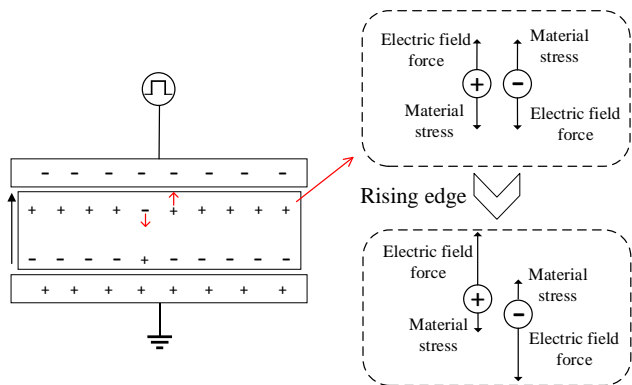 Electric field
force
Material
stress
+
-
Material
stress
Electric field
force
- - - - - - - -
+ + + + - + + + + +
- - - - + - - - - -
+ + + + + + + +
Rising edge
Electric field
force
Material
stress
+
-
Material
stress
Electric field
force